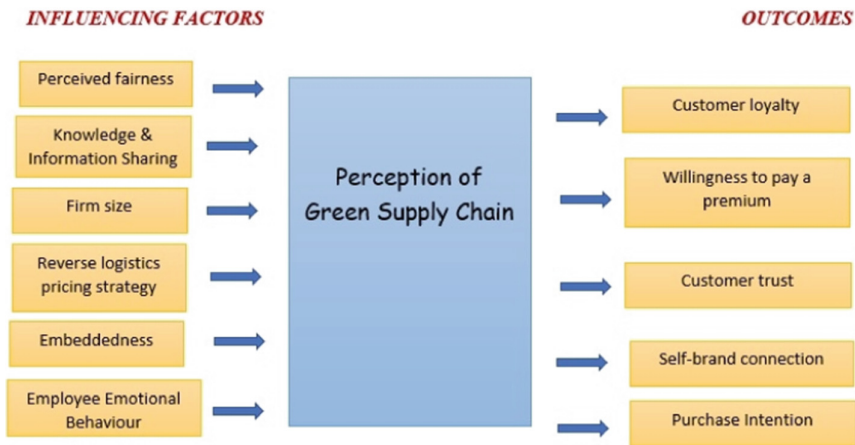 INFLUENCING FACTORS
OUTCOMES
Perceived fairness
Knowledge &
Information Sharing
Firm size
Reverse logistics
pricing strategy
Embeddedness
Employee Emotional
Behaviour
Perception of
Green Supply Chain
Customer loyalty
Willingness to pay a
premium
Customer trust
Self-brand connection
Purchase Intention